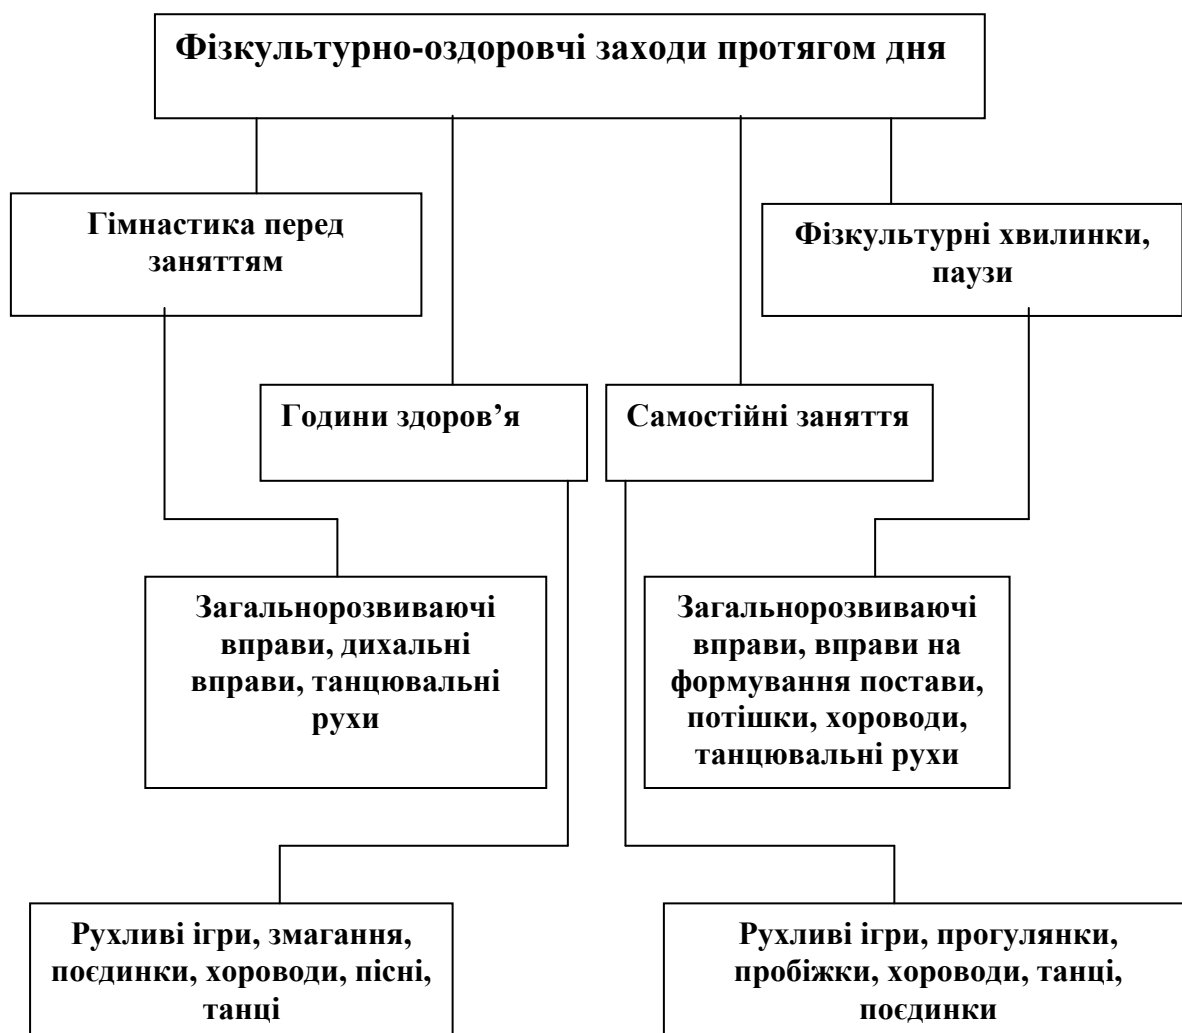 Фізкультурно-оздоровчі заходи протягом дня
Гімнастика перед
заняттям
Фізкультурні хвилинки,
паузи
Години здоров’я
Самостійні заняття
Загальнорозвиваючі
вправи, дихальні
вправи, танцювальні
рухи
Загальнорозвиваючі
вправи, вправи на
формування постави,
потішки, хороводи,
танцювальні рухи
Рухливі ігри, змагання,
поєдинки, хороводи, пісні,
танці
Рухливі ігри, прогулянки,
пробіжки, хороводи, танці,
поєдинки